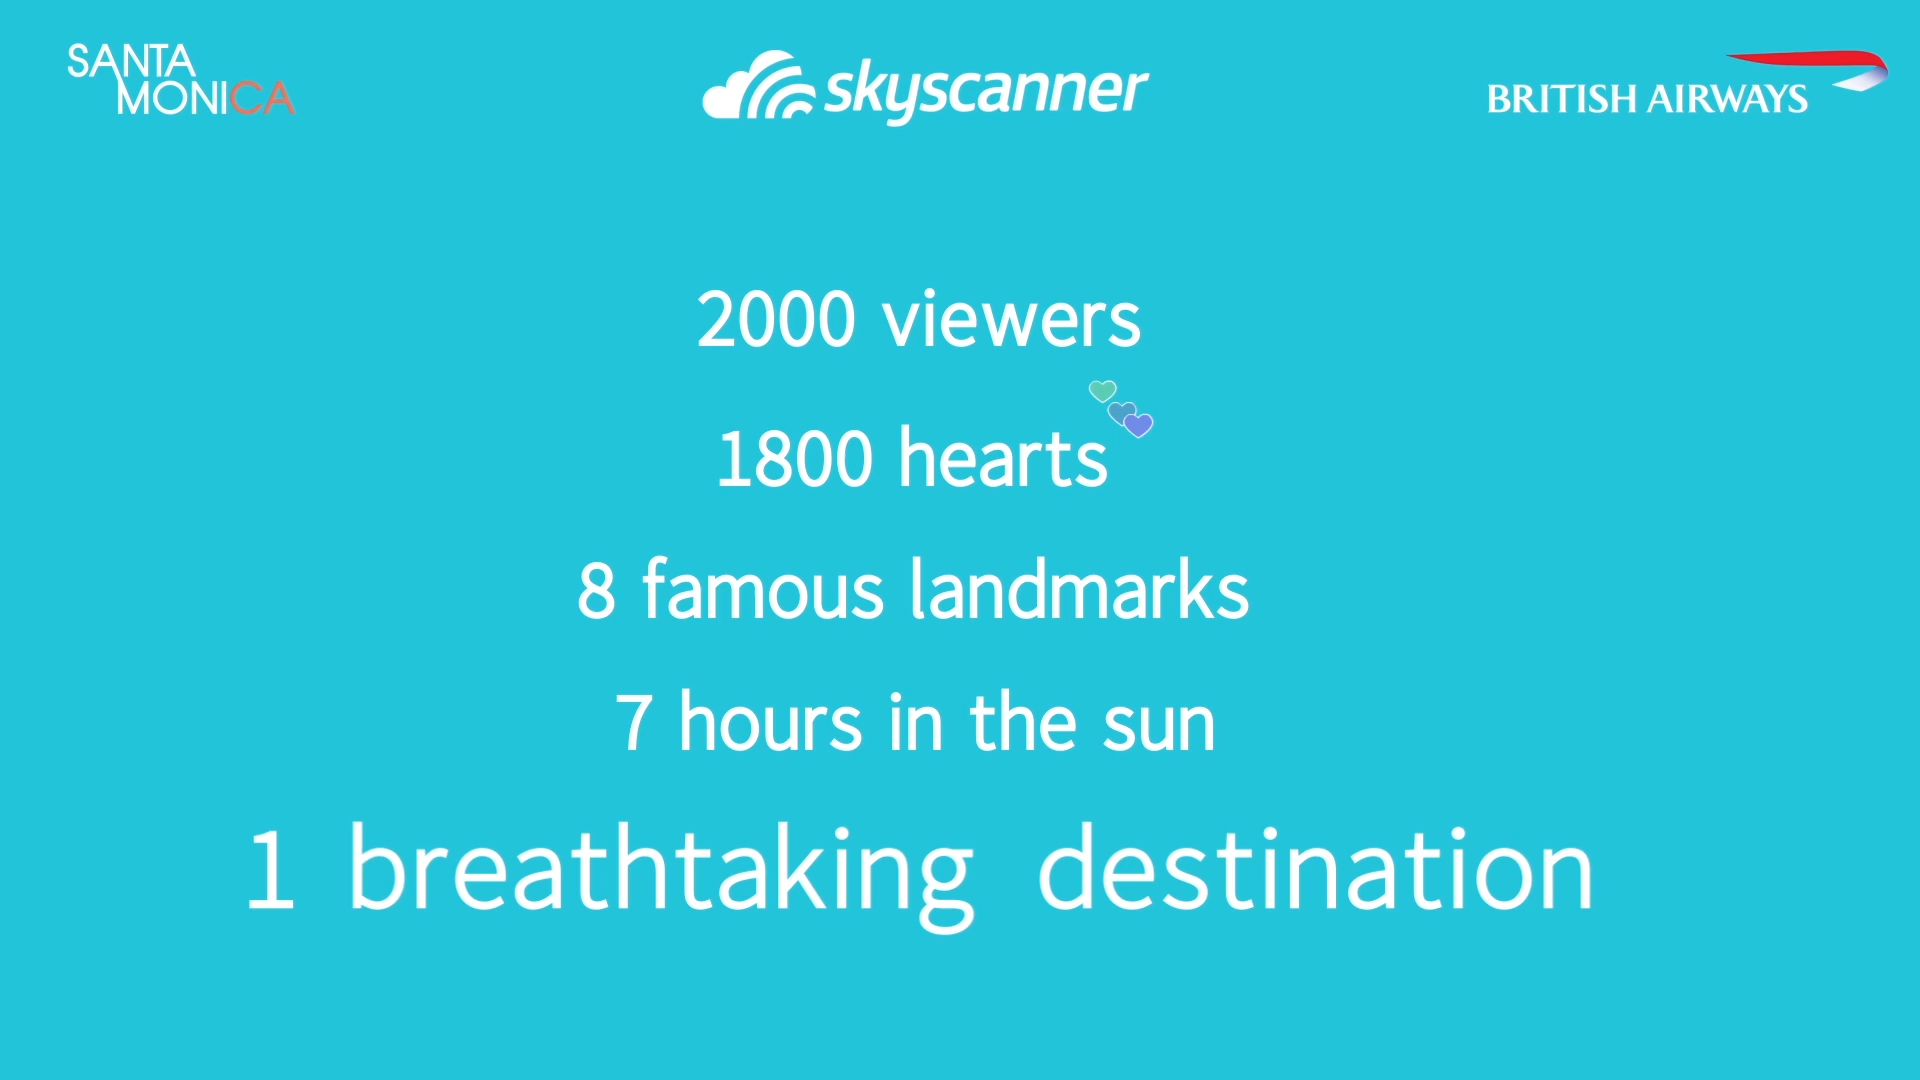 SANTA
MONICA
skyscanner
BRITISH AIRWAYS
2000 viewers
1800 hearts
8 famous landmarks
7 hours in the sun
1 breathtaking destination